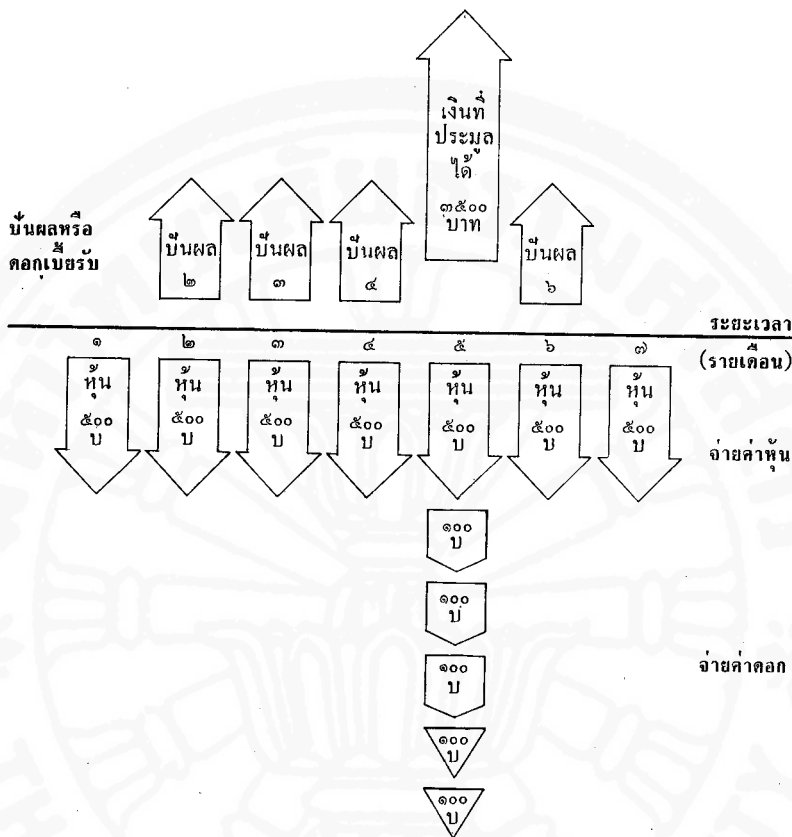 เงินที่
ประมูล
ได้
๓๕๐๐
บาท
ปันผลหรือ
ดอกเบี้ยรับ
ปันผล
๒
ปันผล
๓
ปันผล
๔
ปันผล
๖
ระยะเวลา
(รายเดือน)
๑ ๒ ๓ ๔ ๕ ๖ ๗
หุ้น หุ้น หุ้น หุ้น หุ้น หุ้น หุ้น
๕๐๐ ๕๐๐ ๕๐๐ ๕๐๐ ๕๐๐ ๕๐๐ ๕๐๐
บ บ บ บ บ บ บ
จ่ายค่าหุ้น
๑๐๐
บ
๑๐๐
บ
๑๐๐
บ
จ่ายค่าดอก
๑๐๐
บ
๑๐๐
บ